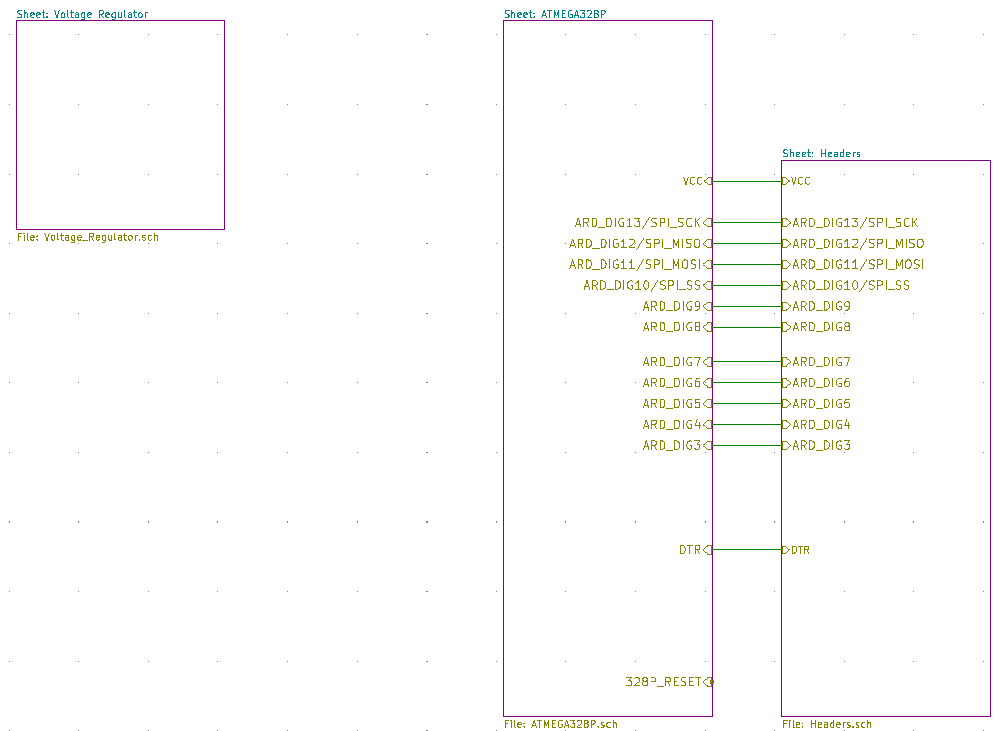 Sheet: Voltage Regulator
File: Voltage_Regulator.sch
Sheet: ATMEGA328P
VCC
ARD_DIG13/SPI_SCK
ARD_DIG12/SPI_MISO
ARD_DIG11/SPI_MOSI
ARD_DIG10/SPI_SS
ARD_DIG9
ARD_DIG8
ARD_DIG7
ARD_DIG6
ARD_DIG5
ARD_DIG4
ARD_DIG3
DTR
328P_RESET
File: ATMEGA328P.sch
Sheet: Headers
VCC
ARD_DIG13/SPI_SCK
ARD_DIG12/SPI_MISO
ARD_DIG11/SPI_MOSI
ARD_DIG10/SPI_SS
ARD_DIG9
ARD_DIG8
ARD_DIG7
ARD_DIG6
ARD_DIG5
ARD_DIG4
ARD_DIG3
DTR
File: Headers.sch